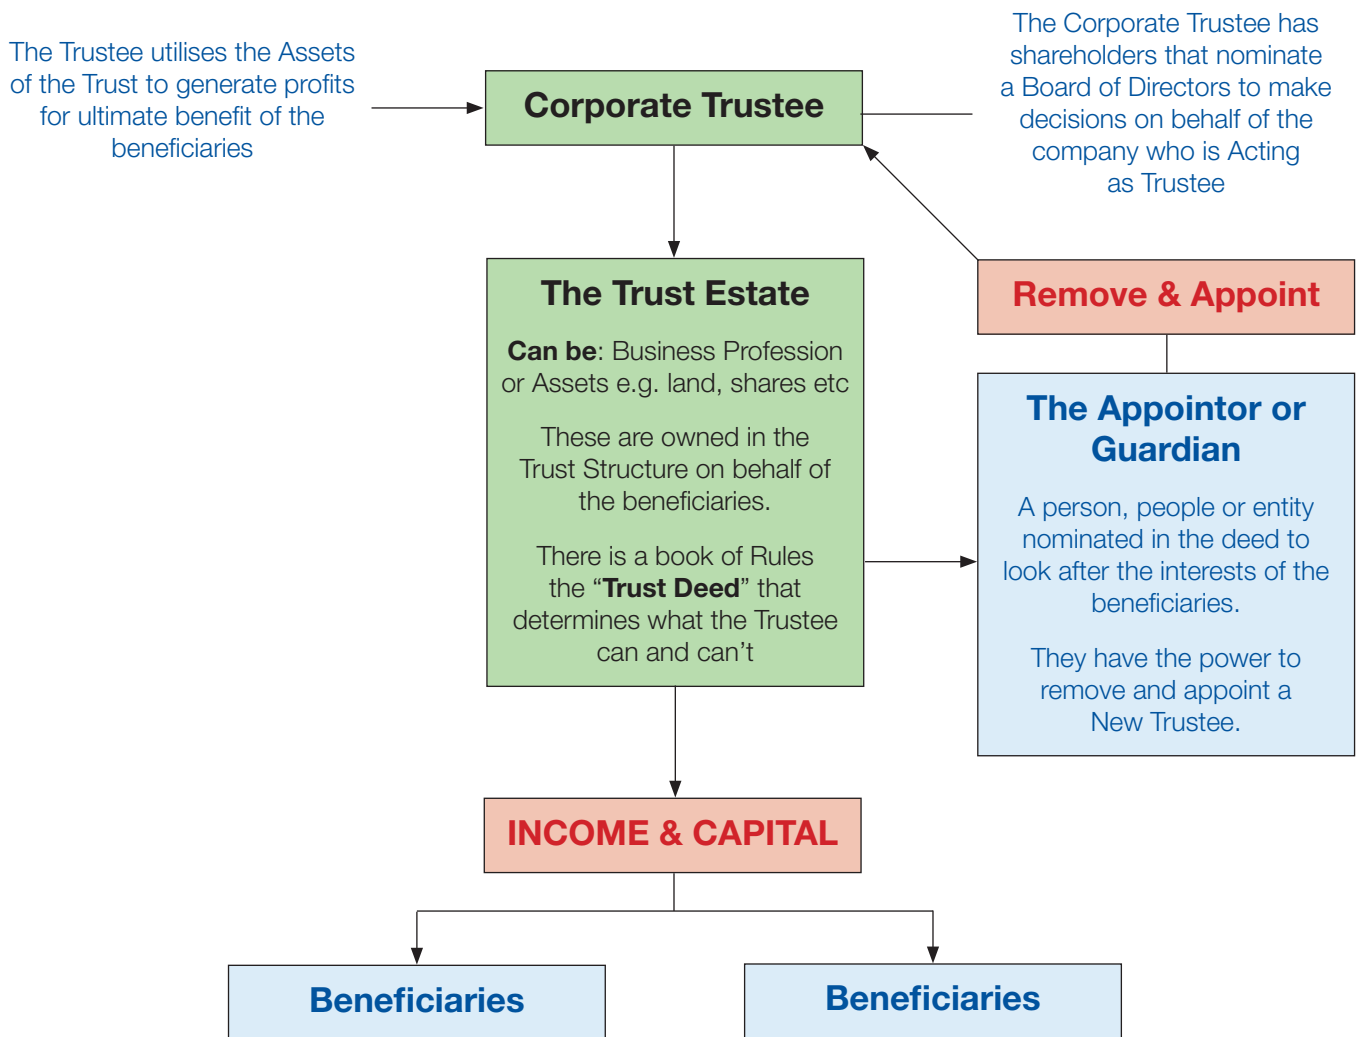 The Trustee utilises the Assets
of the Trust to generate profits
for ultimate benefit of the
beneficiaries
Corporate Trustee
The Corporate Trustee has
shareholders that nominate
a Board of Directors to make
decisions on behalf of the
company who is Acting
as Trustee
The Trust Estate
Can be: Business Profession
or Assets e.g. land, shares etc
These are owned in the
Trust Structure on behalf of
the beneficiaries.
There is a book of Rules
the “Trust Deed” that
determines what the Trustee
can and can’t
Remove & Appoint
The Appointor or
Guardian
A person, people or entity
nominated in the deed to
look after the interests of the
beneficiaries.
They have the power to
remove and appoint a
New Trustee.
INCOME & CAPITAL
Beneficiaries
Beneficiaries